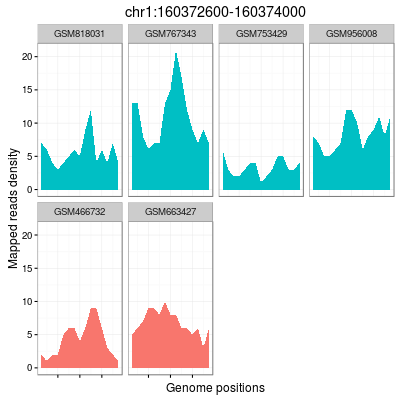 chr1:160372600-160374000
GSM818031 GSM767343 GSM753429 GSM956008
20
15
10
5
0
GSM466732 GSM663427
20
15
10
5
0
Mapped reads density
Genome positions